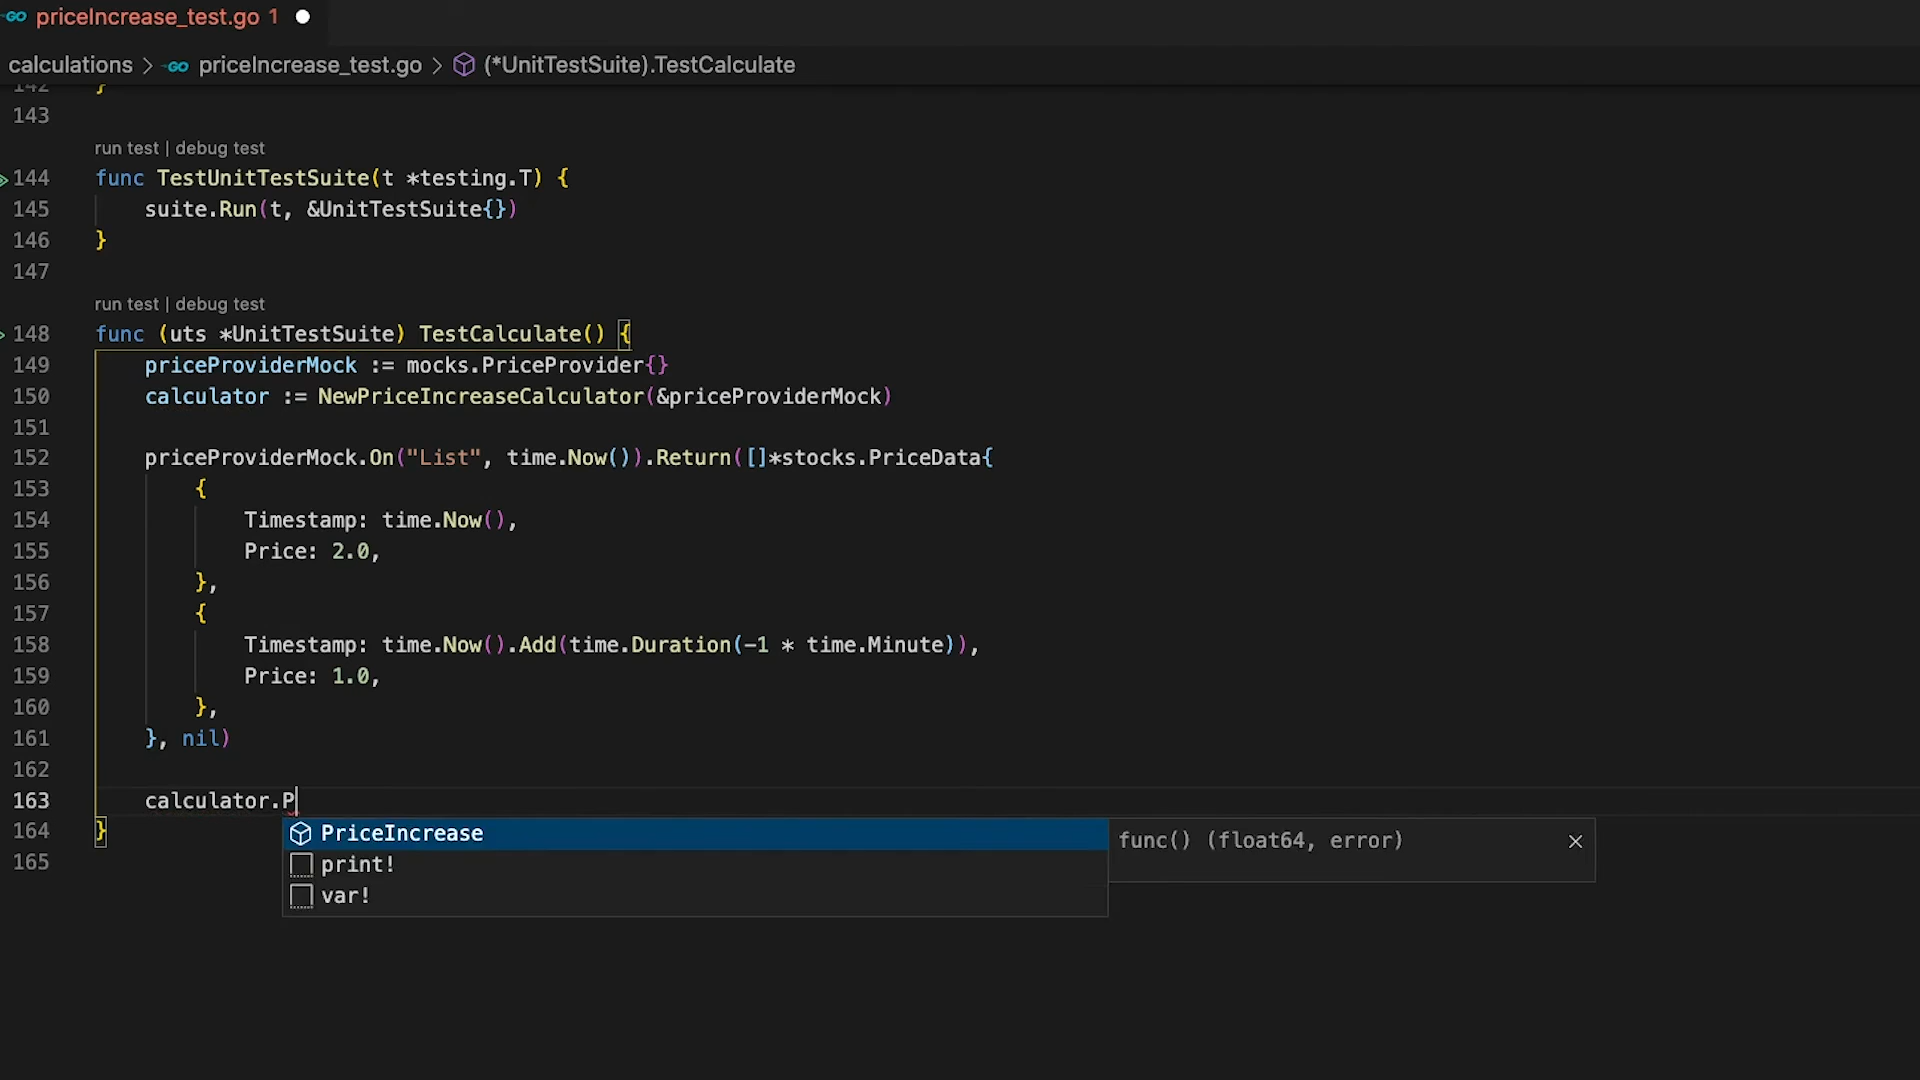 GO priceIncrease_test.go 1
calculations > GO priceIncrease_test.go > (*UnitTestSuite).TestCalculate
142 }
143
run test | debug test
144 func TestUnitTestSuite(t *testing.T) {
145 suite.Run(t, &UnitTestSuite{})
146 }
147
run test | debug test
148 func (uts *UnitTestSuite) TestCalculate() {
149 priceProviderMock := mocks.PriceProvider{}
150 calculator := NewPriceIncreaseCalculator(&priceProviderMock)
151
152 priceProviderMock.On("List", time.Now()).Return([]*stocks.PriceData{
153 {
154 Timestamp: time.Now(),
155 Price: 2.0,
156 },
157 {
158 Timestamp: time.Now().Add(time.Duration(-1 * time.Minute)),
159 Price: 1.0,
160 },
161 }, nil)
162
163 calculator.P
164 }
PriceIncrease func() (float64, error)
print!
165
var!